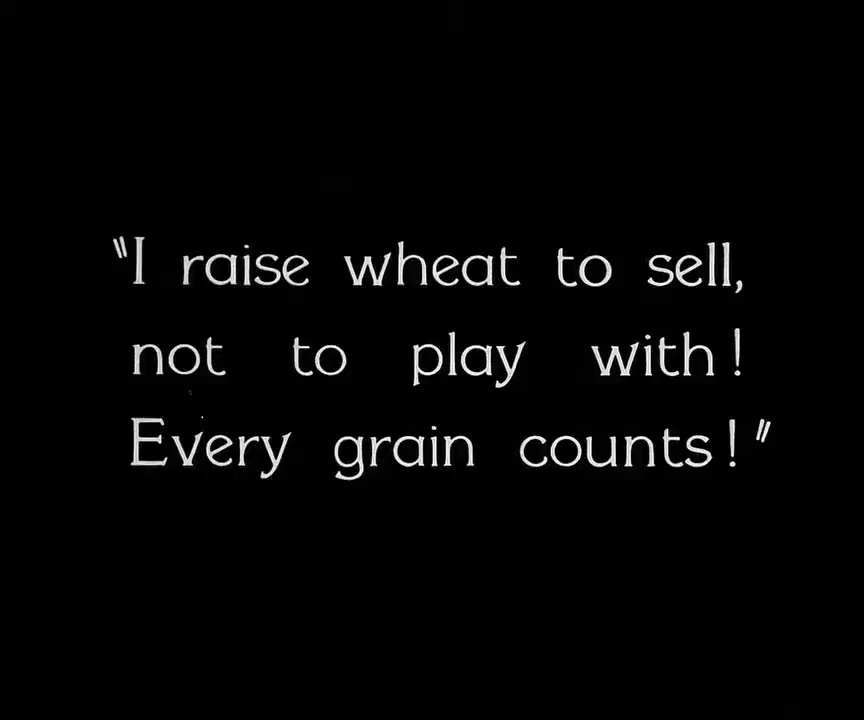 "I raise wheat to sell,
not to play with!
Every grain counts!"